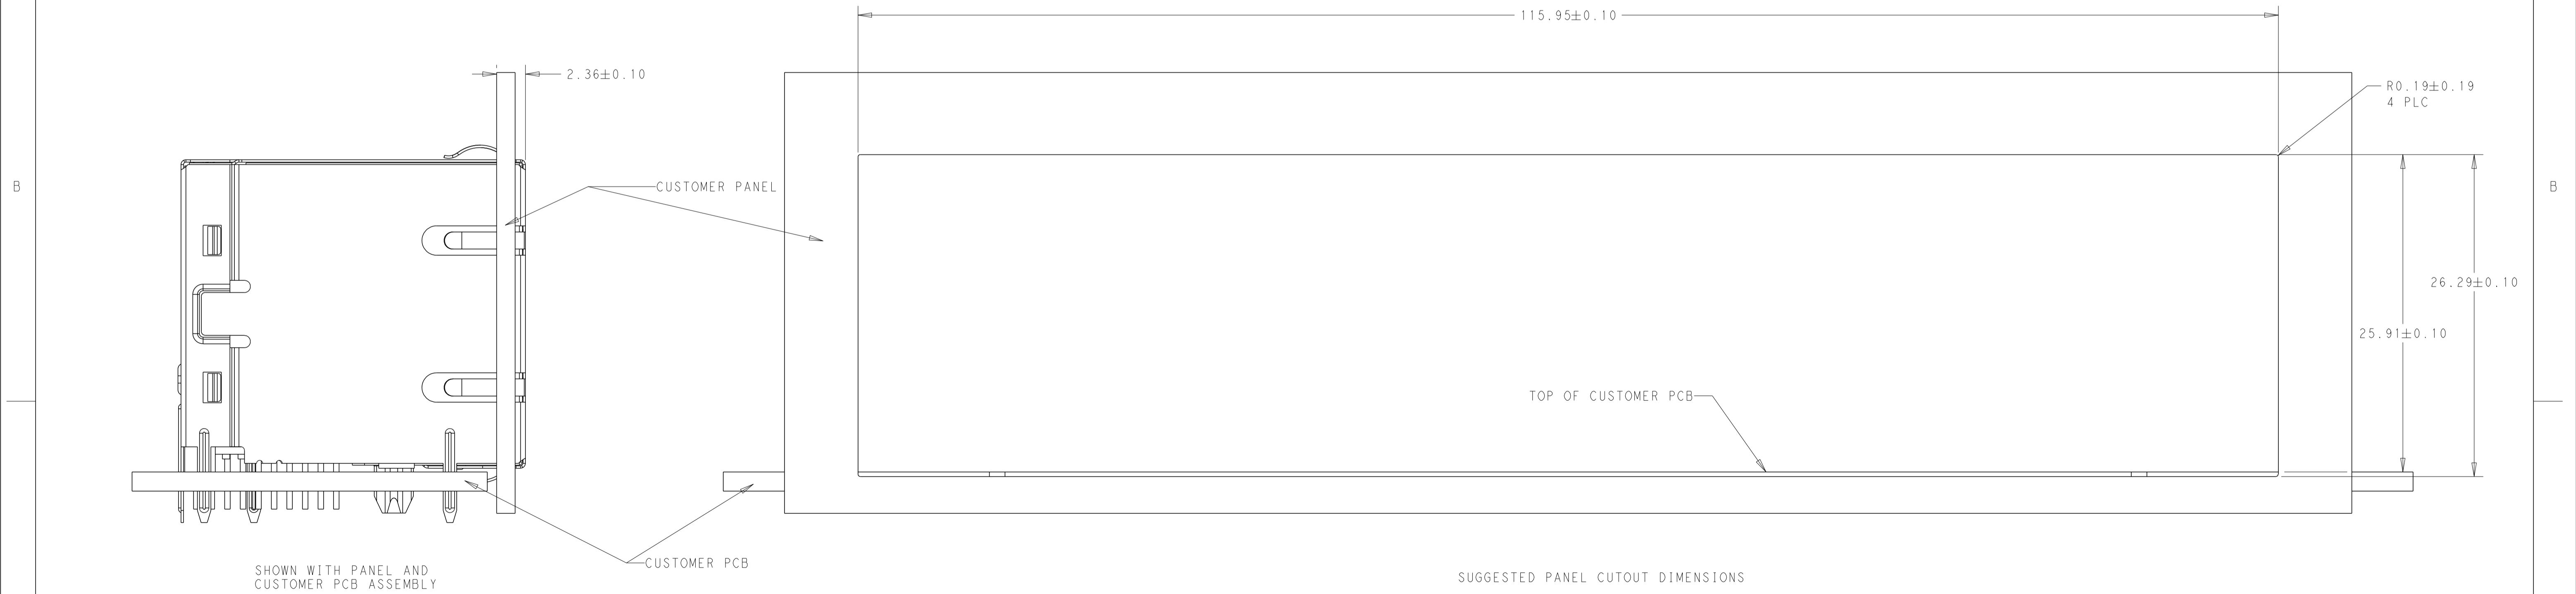 115.95±0.10
2.36±0.10
R0.19±0.19
4 PLC
B
CUSTOMER PANEL
B
26.29±0.10
25.91±0.10
TOP OF CUSTOMER PCB
CUSTOMER PCB
SHOWN WITH PANEL AND
CUSTOMER PCB ASSEMBLY
SUGGESTED PANEL CUTOUT DIMENSIONS